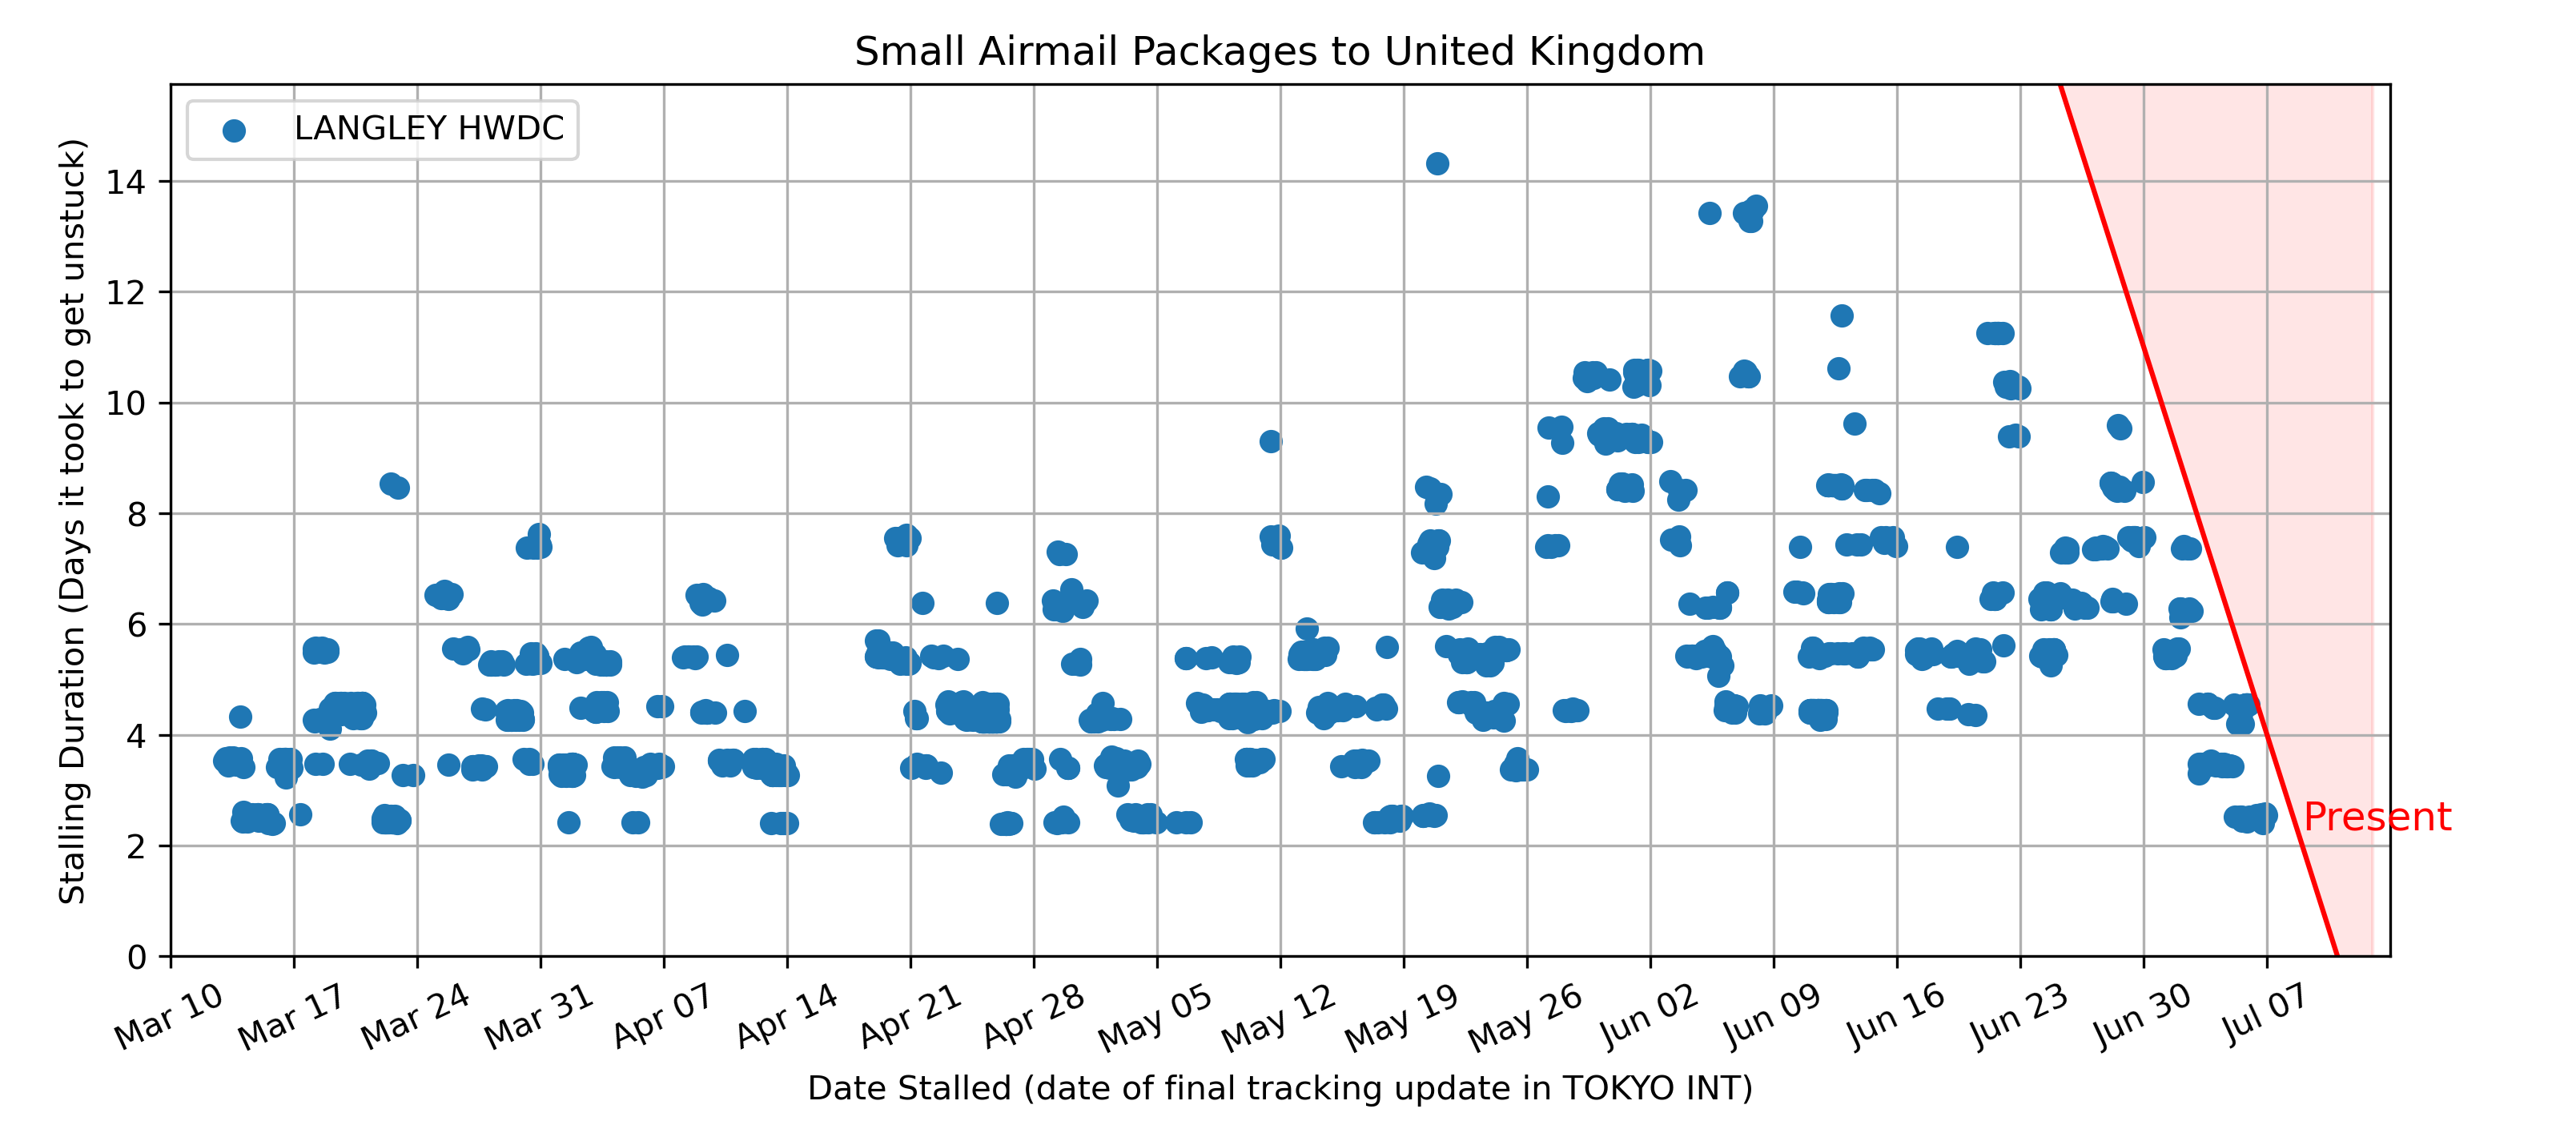 Small Airmail Packages to United Kingdom
LANGLEY HWDC
Stalling Duration (Days it took to get unstuck)
14
12
10
8
6
4
2
0
Present
Mar 10
Mar 17
Mar 24
Mar 31
Apr 07
Apr 14
Apr 21
Apr 28
May 05
May 12
May 19
May 26
Jun 02
Jun 09
Jun 16
Jun 23
Jun 30
Jul 07
Date Stalled (date of final tracking update in TOKYO INT)